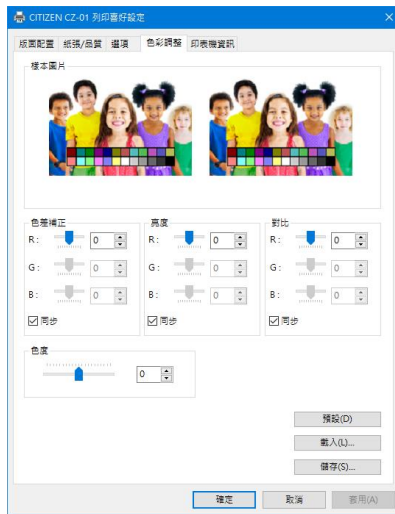 CITIZEN CZ-01 列印喜好設定
版面配置 紙張/品質 選項 色彩調整 印表機資訊
樣本圖片
色差補正 亮度 對比
R: 0 R: 0 R: 0
G: 0 G: 0 G: 0
B: 0 B: 0 B: 0
同步 同步 同步
色度
0
預設(D)
載入(L)...
儲存(S)...
確定 取消 套用(A)